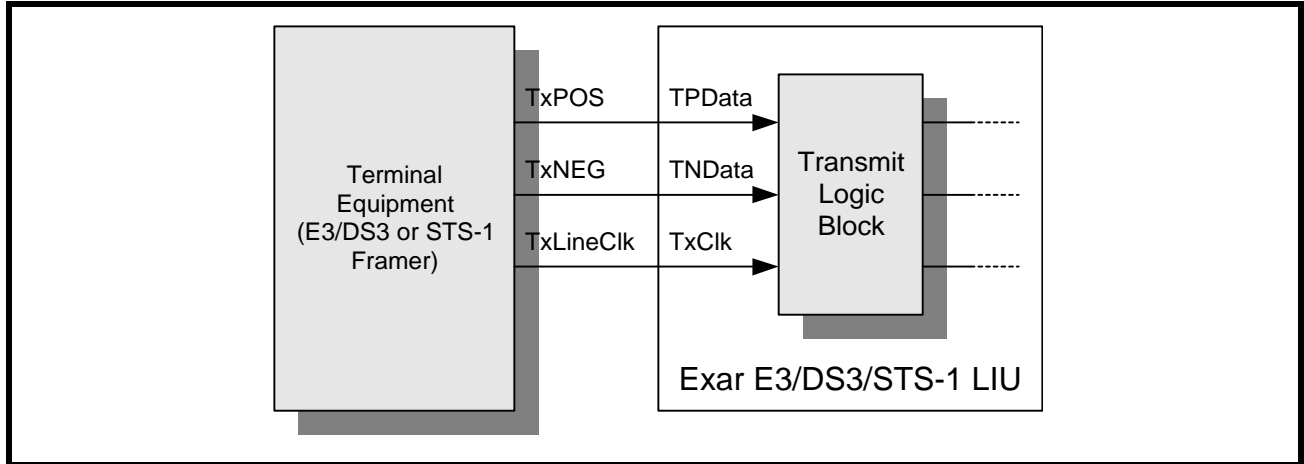 TxPOS
TPData
TxNEG
TNData
TxLineClk
TxClk
Terminal
Equipment
(E3/DS3 or STS-1
Framer)
Transmit
Logic
Block
Exar E3/DS3/STS-1 LIU